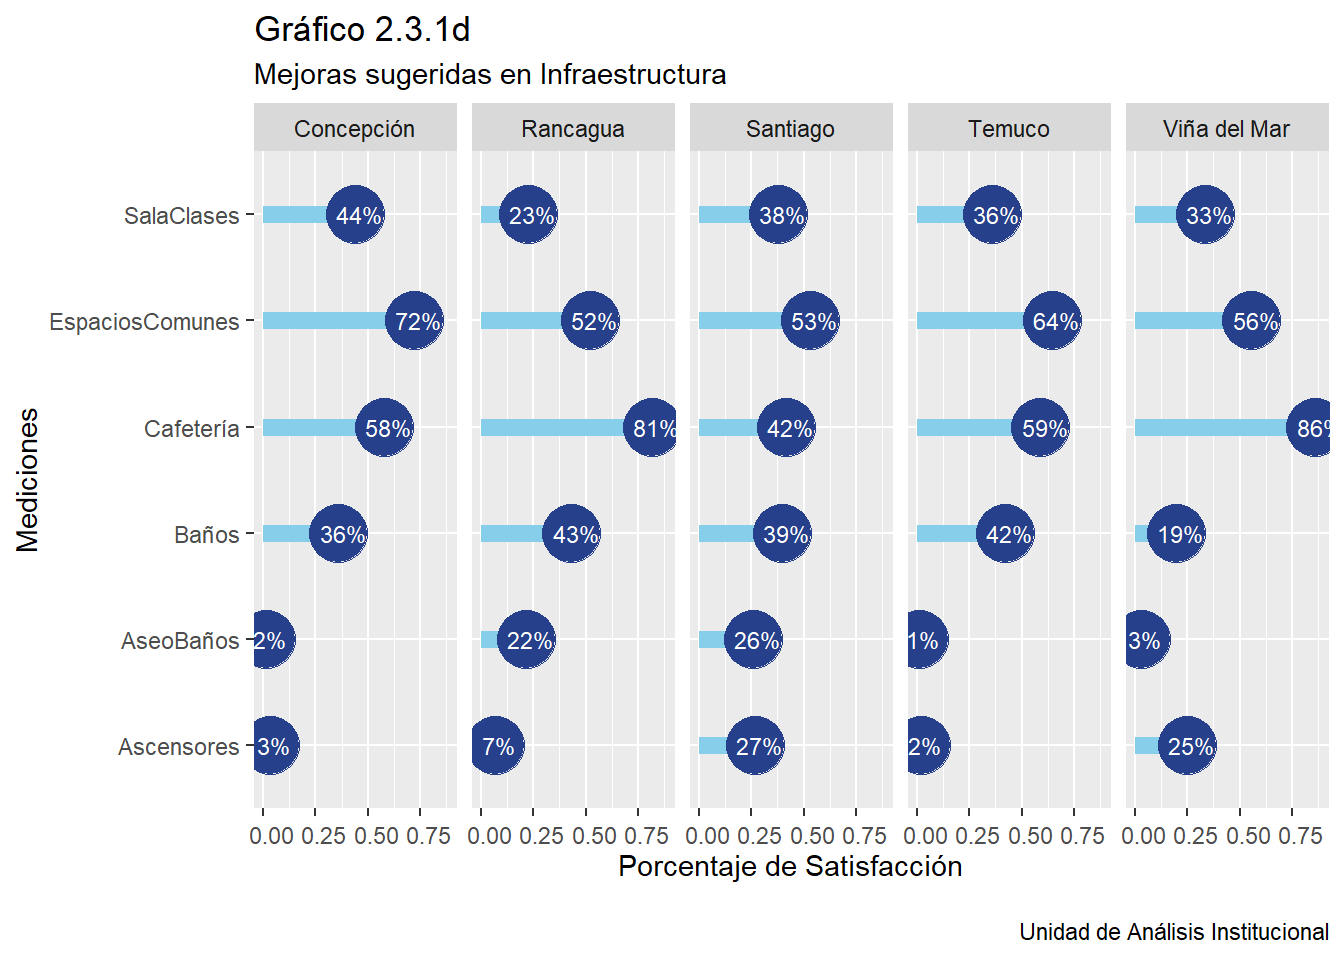 Gráfico 2.3.1d
Mejoras sugeridas en Infraestructura
Concepción Rancagua Santiago Temuco Viña del Mar
SalaClases 44% 23% 38% 36% 33%
EspaciosComunes 72% 52% 53% 64% 56%
Cafetería 58% 81% 42% 59% 86%
Baños 36% 43% 39% 42% 19%
AseoBaños 2% 22% 26% 1% 3%
Ascensores 3% 7% 27% 2% 25%
Mediciones
0.00 0.25 0.50 0.75 0.00 0.25 0.50 0.75 0.00 0.25 0.50 0.75 0.00 0.25 0.50 0.75 0.00 0.25 0.50 0.75
Porcentaje de Satisfacción
Unidad de Análisis Institucional